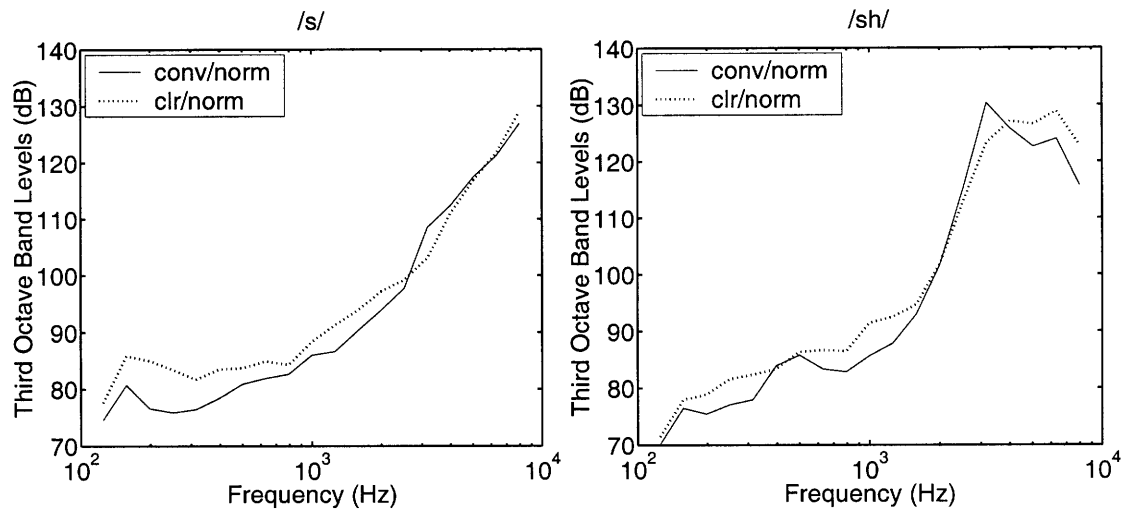 /s/
140
130
120
110
100
90
80
70
Third Octave Band Levels (dB)
conv/norm
clr/norm
10^2
10^3
10^4
Frequency (Hz)
/sh/
140
130
120
110
100
90
80
70
Third Octave Band Levels (dB)
conv/norm
clr/norm
10^2
10^3
10^4
Frequency (Hz)